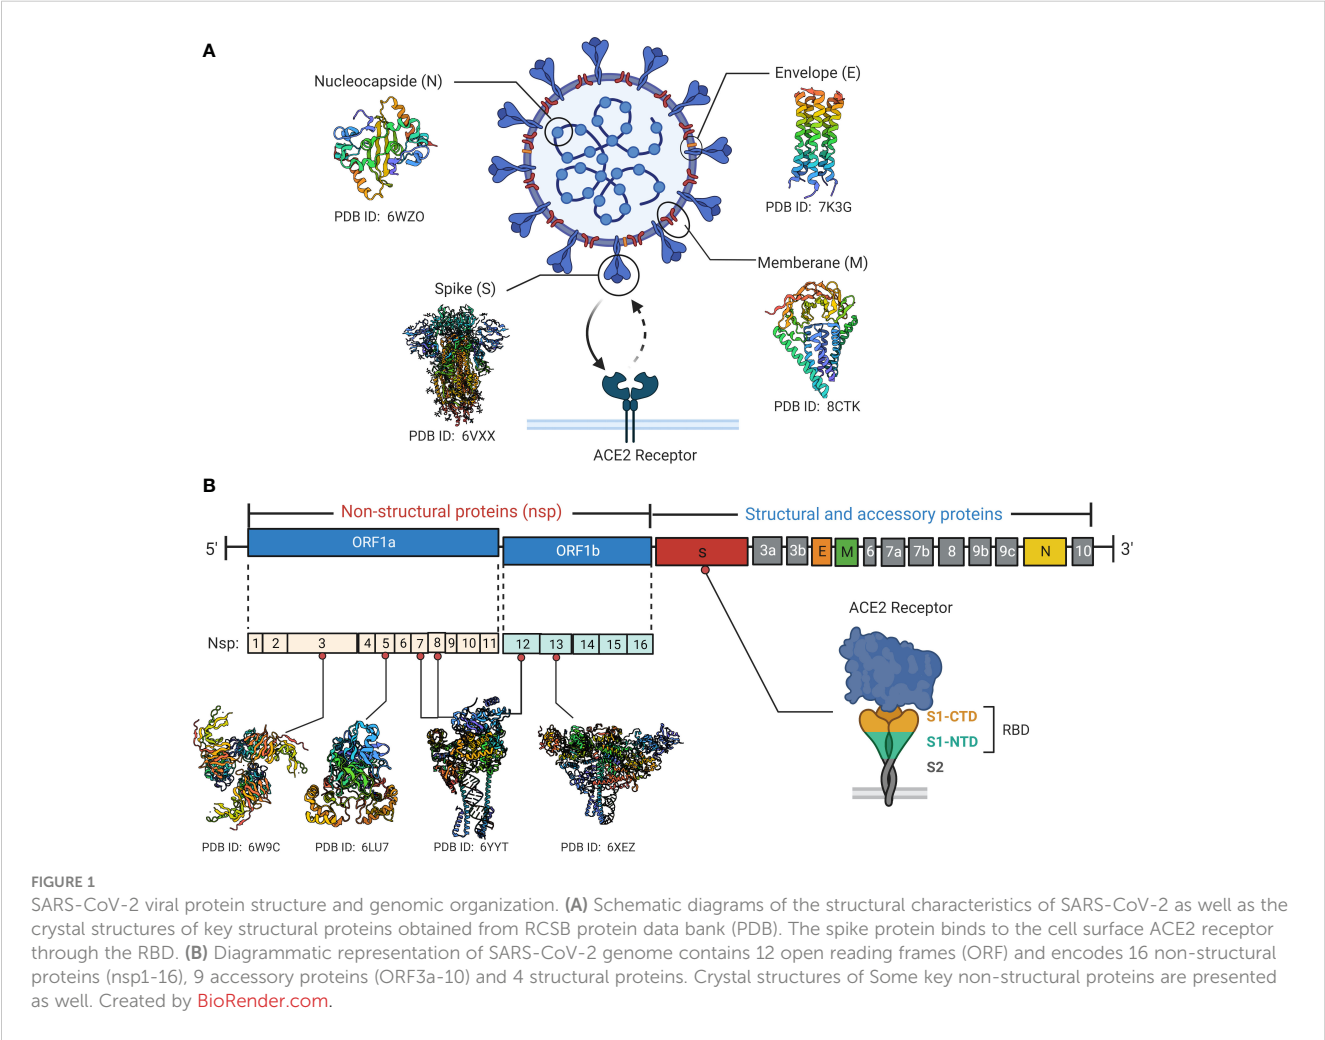 A
Nucleocapside (N)
Envelope (E)
PDB ID: 6WZO
PDB ID: 7K3G
Memberane (M)
Spike (S)
PDB ID: 8CTK
PDB ID: 6VXX
ACE2 Receptor
B
Non-structural proteins (nsp)
Structural and accessory proteins
5' ORF1a ORF1b S 3a 3b E M 6 7a 7b 8 9b 9c N 10 3'
Nsp: 1 2 3 4 5 6 7 8 9 10 11 12 13 14 15 16
ACE2 Receptor
S1-CTD
S1-NTD
RBD
S2
PDB ID: 6W9C
PDB ID: 6LU7
PDB ID: 6YYT
PDB ID: 6XEZ
FIGURE 1
SARS-CoV-2 viral protein structure and genomic organization. (A) Schematic diagrams of the structural characteristics of SARS-CoV-2 as well as the
crystal structures of key structural proteins obtained from RCSB protein data bank (PDB). The spike protein binds to the cell surface ACE2 receptor
through the RBD. (B) Diagrammatic representation of SARS-CoV-2 genome contains 12 open reading frames (ORF) and encodes 16 non-structural
proteins (nsp1-16), 9 accessory proteins (ORF3a-10) and 4 structural proteins. Crystal structures of Some key non-structural proteins are presented
as well. Created by BioRender.com.